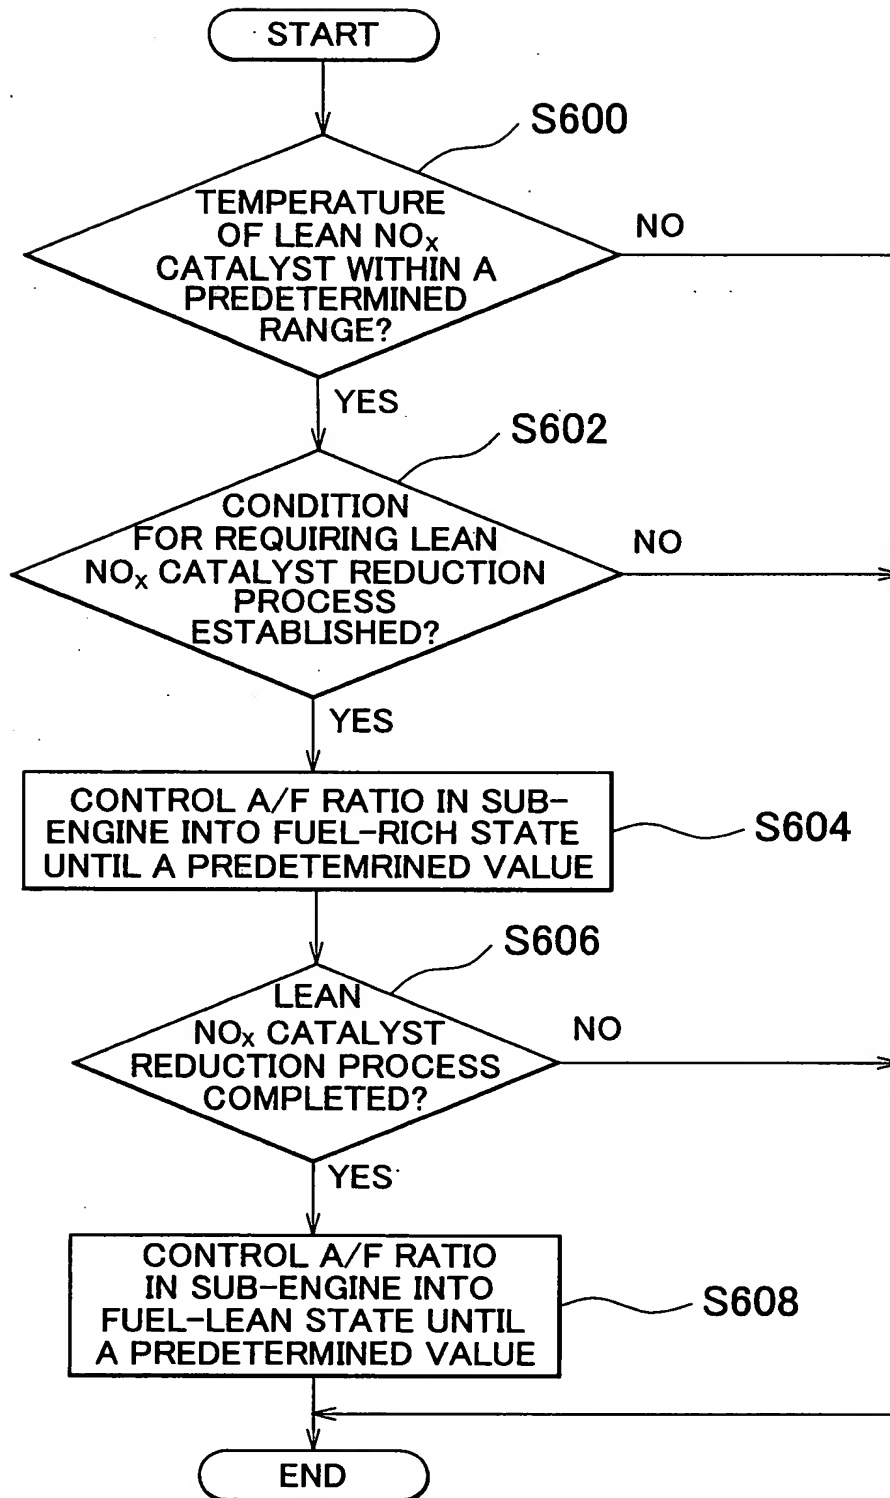 START
S600
TEMPERATURE
OF LEAN NOx
CATALYST WITHIN A
PREDETERMINED
RANGE?
NO
YES
S602
CONDITION
FOR REQUIRING LEAN
NOx CATALYST REDUCTION
PROCESS
ESTABLISHED?
NO
YES
CONTROL A/F RATIO IN SUB-
ENGINE INTO FUEL-RICH STATE
UNTIL A PREDETEMRINED VALUE
S604
S606
LEAN
NOx CATALYST
REDUCTION PROCESS
COMPLETED?
NO
YES
CONTROL A/F RATIO
IN SUB-ENGINE INTO
FUEL-LEAN STATE UNTIL
A PREDETERMINED VALUE
S608
END